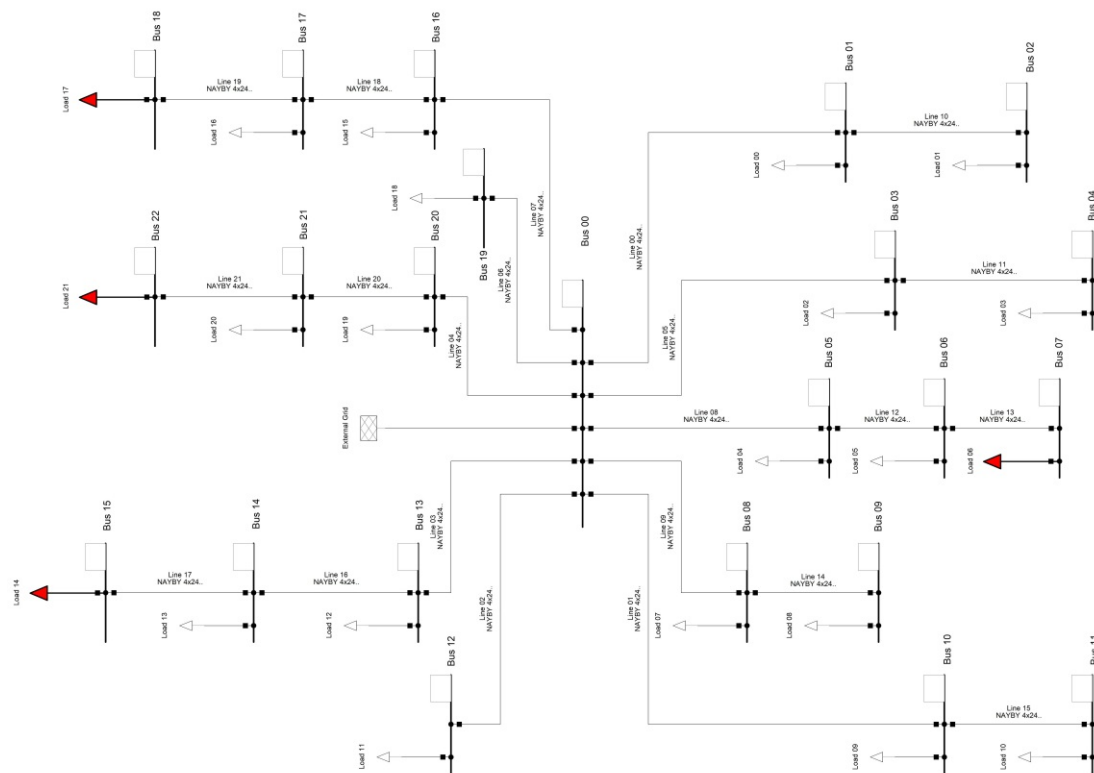 Bus 18
Bus 17
Bus 16
Load 17
Line 19
NAYBY 4x24..
Line 18
NAYBY 4x24..
Load 16
Load 15
Bus 01
Bus 02
Line 10
NAYBY 4x24..
Load 00
Load 01
Load 18
Bus 19
Line 07
NAYBY 4x24..
Line 06
NAYBY 4x24..
Bus 00
Line 00
NAYBY 4x24..
Line 05
NAYBY 4x24..
Bus 03
Bus 04
Line 11
NAYBY 4x24..
Load 02
Load 03
Bus 22
Bus 21
Bus 20
Load 21
Line 21
NAYBY 4x24..
Line 20
NAYBY 4x24..
Load 20
Load 19
Line 04
NAYBY 4x24..
External Grid
Line 08
NAYBY 4x24..
Bus 05
Bus 06
Bus 07
Line 12
NAYBY 4x24..
Line 13
NAYBY 4x24..
Load 04
Load 05
Load 06
Bus 15
Bus 14
Bus 13
Load 14
Line 17
NAYBY 4x24..
Line 16
NAYBY 4x24..
Load 13
Load 12
Line 03
NAYBY 4x24..
Line 02
NAYBY 4x24..
Line 09
NAYBY 4x24..
Line 01
NAYBY 4x24..
Bus 08
Bus 09
Line 14
NAYBY 4x24..
Load 07
Load 08
Bus 12
Load 11
Bus 10
Bus 11
Line 15
NAYBY 4x24..
Load 09
Load 10